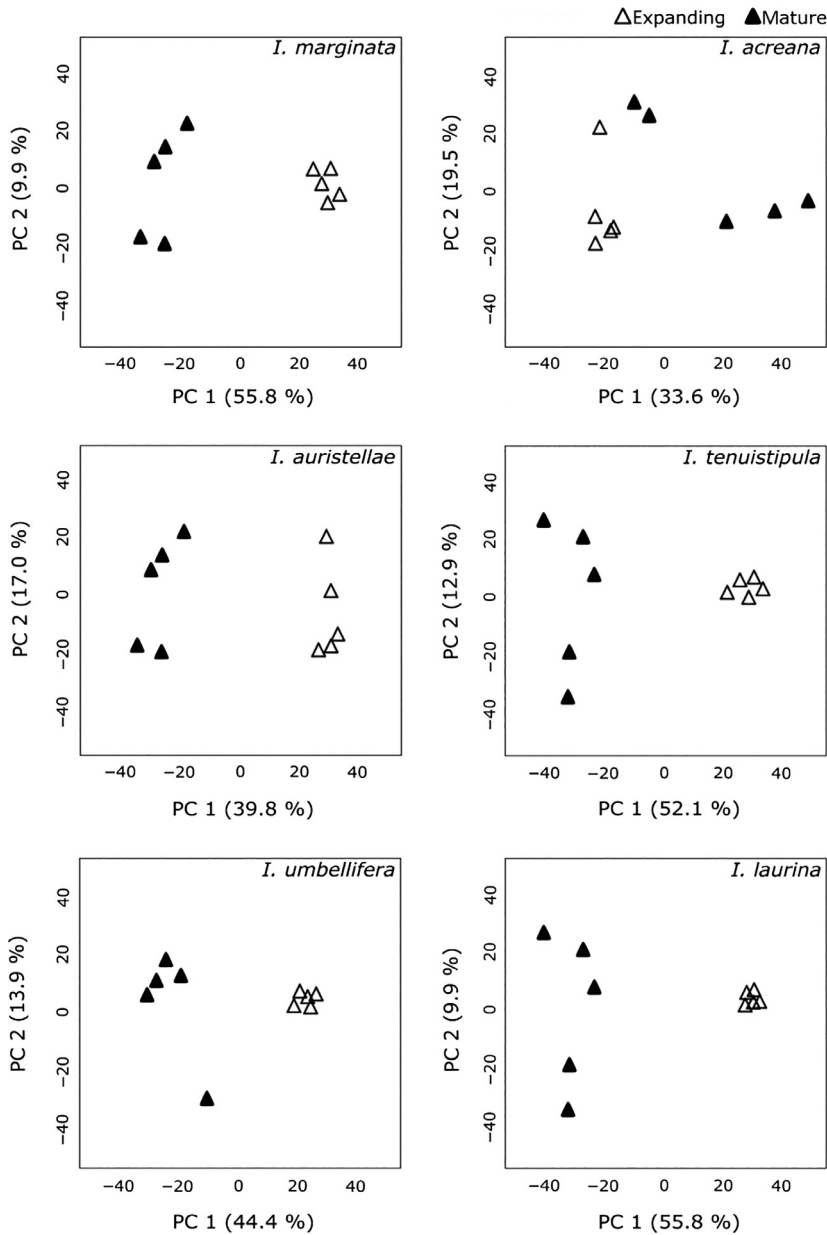 △Expanding ▲Mature
I. marginata
40
20
0
−20
−40
PC 2 (9.9 %)
−40 −20 0 20 40
PC 1 (55.8 %)
I. acreana
40
20
0
−20
−40
PC 2 (19.5 %)
−40 −20 0 20 40
PC 1 (33.6 %)
I. auristellae
40
20
0
−20
−40
PC 2 (17.0 %)
−40 −20 0 20 40
PC 1 (39.8 %)
I. tenuistipula
40
20
0
−20
−40
PC 2 (12.9 %)
−40 −20 0 20 40
PC 1 (52.1 %)
I. umbellifera
40
20
0
−20
−40
PC 2 (13.9 %)
−40 −20 0 20 40
PC 1 (44.4 %)
I. laurina
40
20
0
−20
−40
PC 2 (9.9 %)
−40 −20 0 20 40
PC 1 (55.8 %)